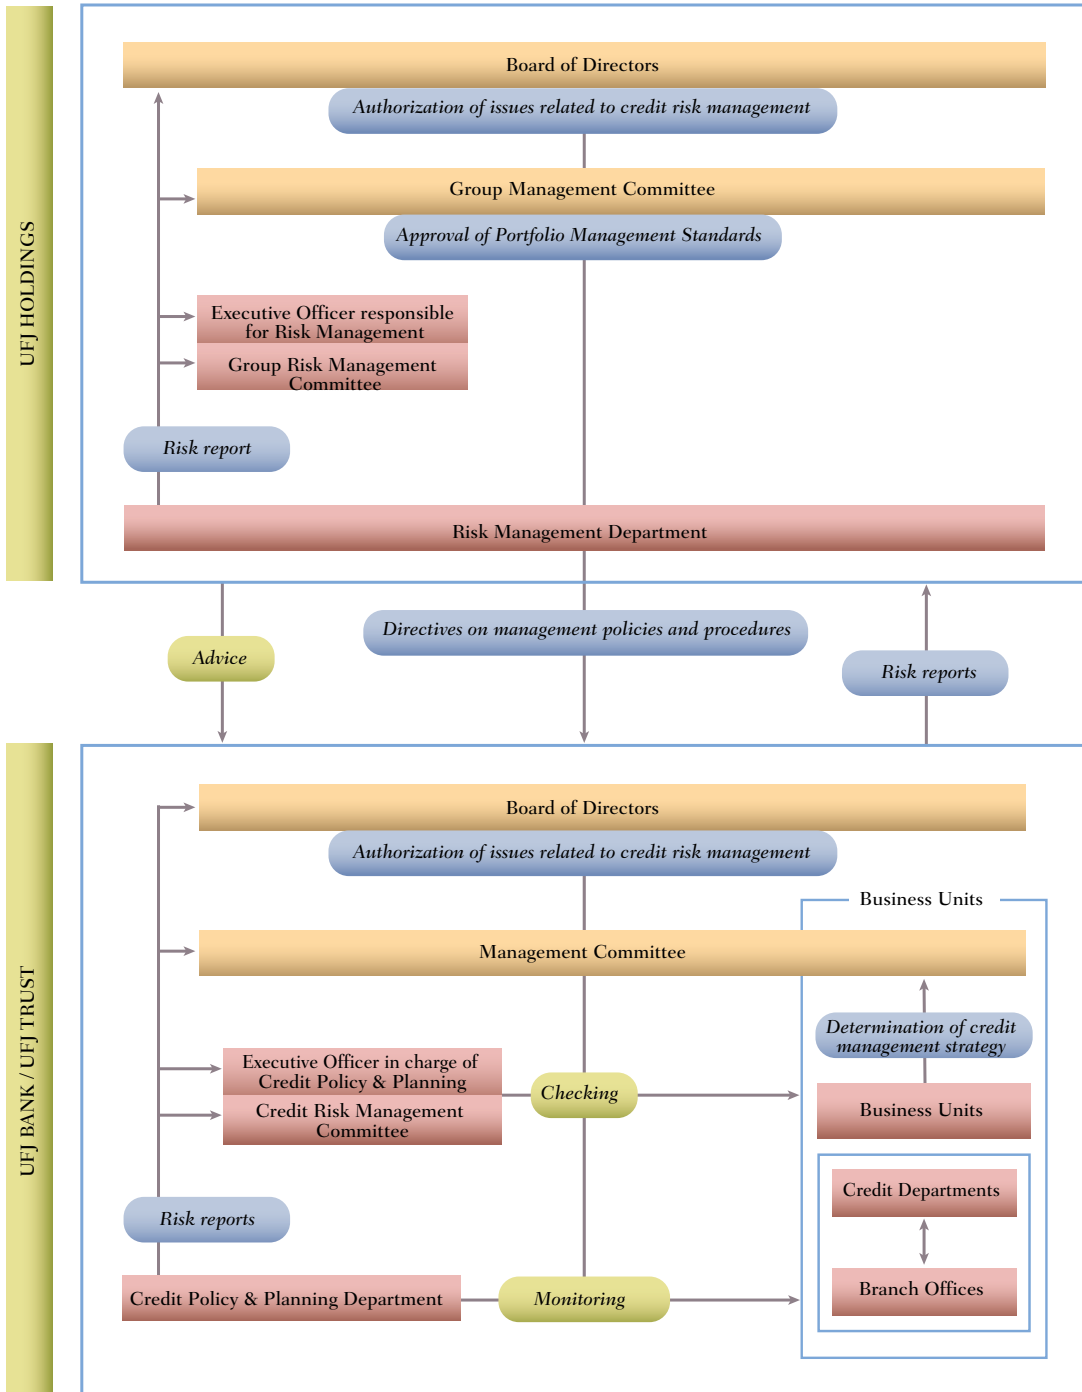 UFJ HOLDINGS
Board of Directors
Authorization of issues related to credit risk management
Group Management Committee
Approval of Portfolio Management Standards
Executive Officer responsible
for Risk Management
Group Risk Management
Committee
Risk report
Risk Management Department
Advice
Directives on management policies and procedures
Risk reports
UFJ BANK / UFJ TRUST
Board of Directors
Authorization of issues related to credit risk management
Business Units
Management Committee
Determination of credit
management strategy
Executive Officer in charge of
Credit Policy & Planning
Checking
Credit Risk Management
Committee
Business Units
Credit Departments
Risk reports
Branch Offices
Credit Policy & Planning Department
Monitoring